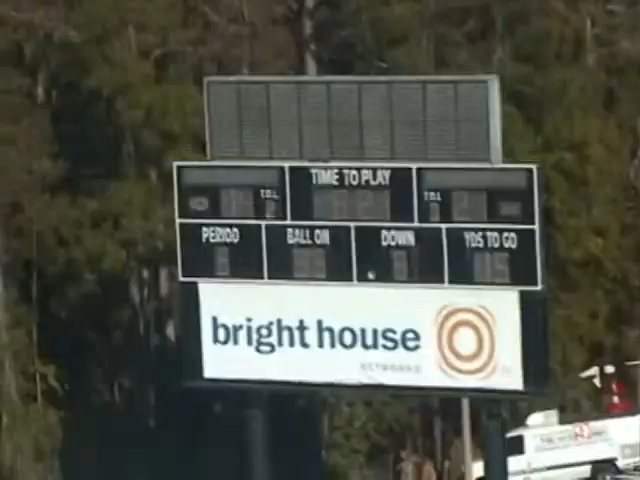 TIME TO PLAY
T.O.L T.O.L
PERIOD BALL ON DOWN YDS TO GO
bright house
NETWORKS